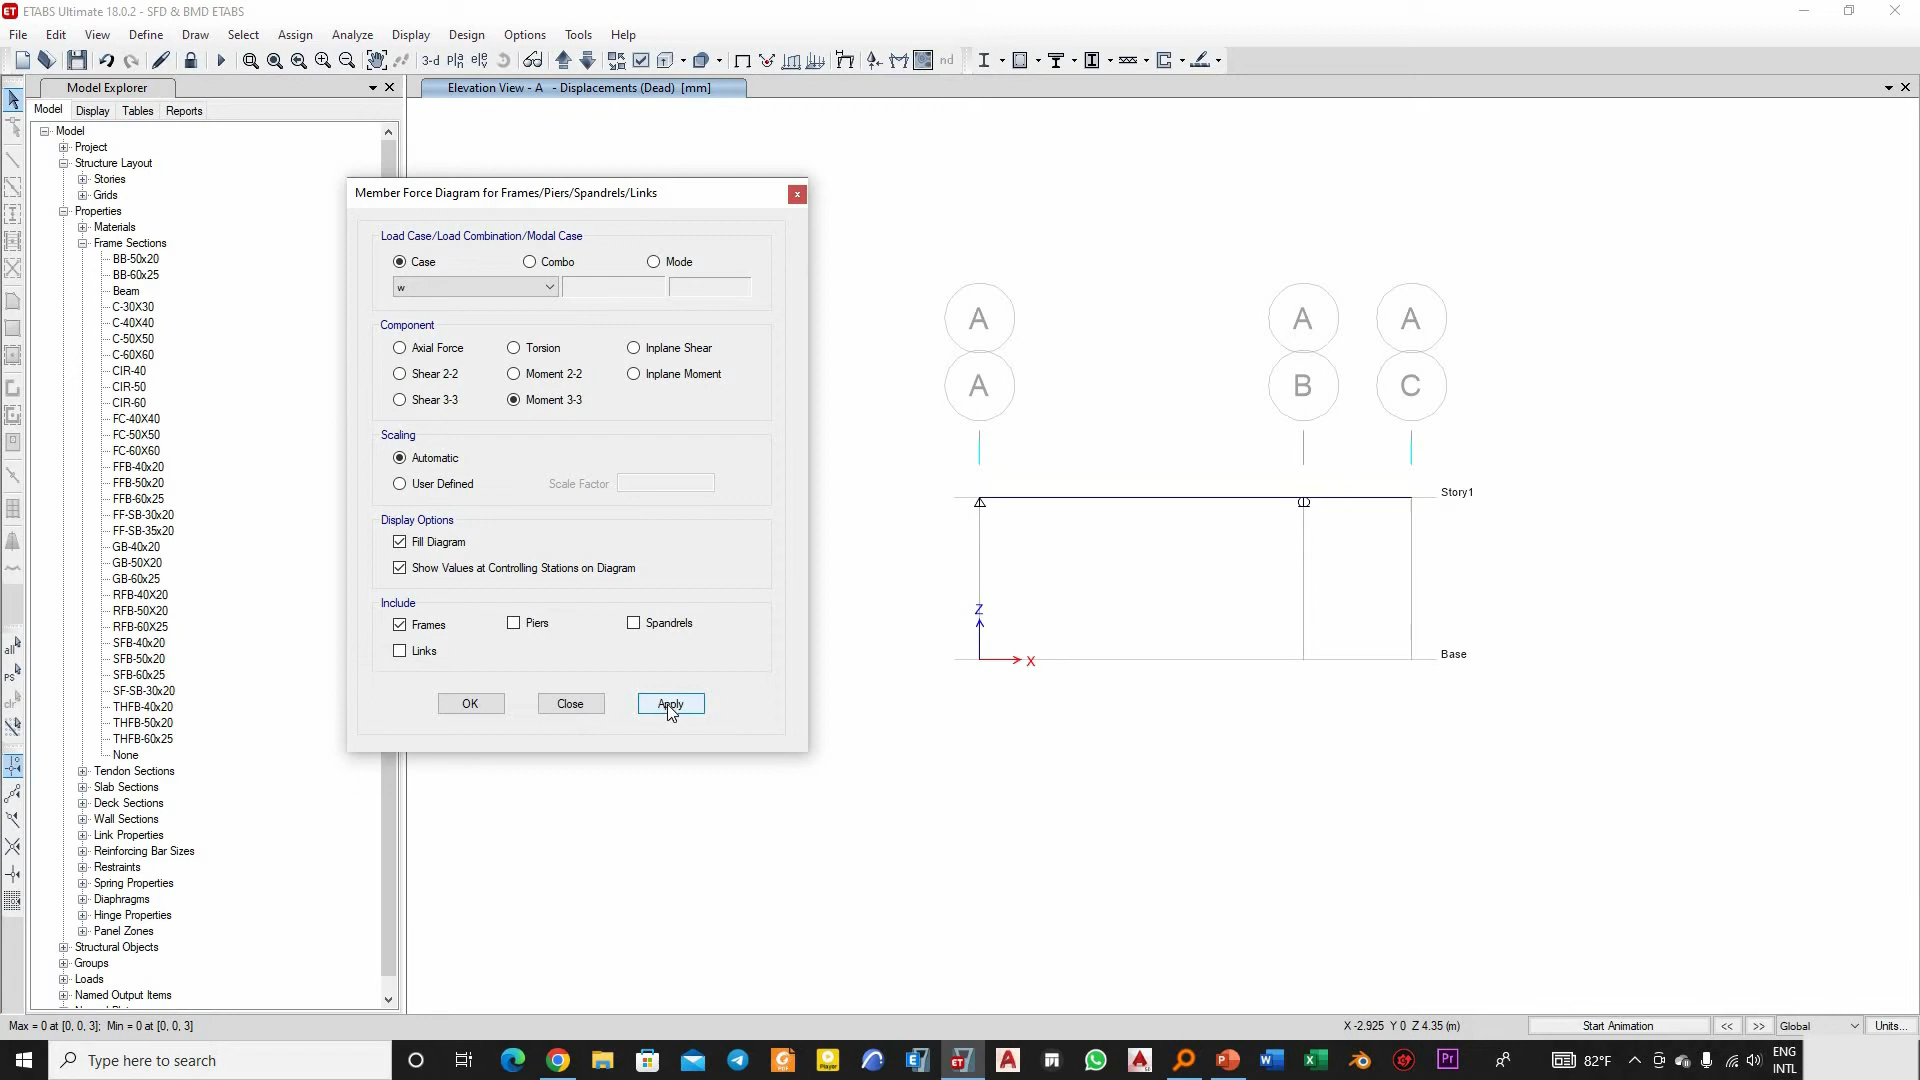 ETABS Ultimate 18.0.2 - SFD & BMD ETABS
File Edit View Define Draw Select Assign Analyze Display Design Options Tools Help
3-d nd
Model Explorer
Elevation View - A - Displacements (Dead) [mm]
Model Display Tables Reports
Model
Project
Structure Layout
Stories
Grids
Properties
Materials
Frame Sections
BB-50x20
BB-60x25
Beam
C-30X30
C-40X40
C-50X50
C-60X60
CIR-40
CIR-50
CIR-60
FC-40X40
FC-50X50
FC-60X60
FFB-40x20
FFB-50x20
FFB-60x25
FF-SB-30x20
FF-SB-35x20
GB-40x20
GB-50X20
GB-60x25
RFB-40X20
RFB-50X20
RFB-60X25
SFB-40x20
SFB-50x20
SFB-60x25
SF-SB-30x20
THFB-40x20
THFB-50x20
THFB-60x25
None
Tendon Sections
Slab Sections
Deck Sections
Wall Sections
Link Properties
Reinforcing Bar Sizes
Restraints
Spring Properties
Diaphragms
Hinge Properties
Panel Zones
Structural Objects
Groups
Loads
Named Output Items
all
PS
clr
Member Force Diagram for Frames/Piers/Spandrels/Links
Load Case/Load Combination/Modal Case
Case Combo Mode
w
Component
Axial Force Torsion Inplane Shear
Shear 2-2 Moment 2-2 Inplane Moment
Shear 3-3 Moment 3-3
Scaling
Automatic
User Defined Scale Factor
Display Options
Fill Diagram
Show Values at Controlling Stations on Diagram
Include
Frames Piers Spandrels
Links
OK Close Apply
A A A
A B C
Story1
Z
X
Base
Max = 0 at [0, 0, 3]; Min = 0 at [0, 0, 3]
X -2.925 Y 0 Z 4.35 (m)
Start Animation << >> Global Units...
Type here to search
82°F
ENG
INTL